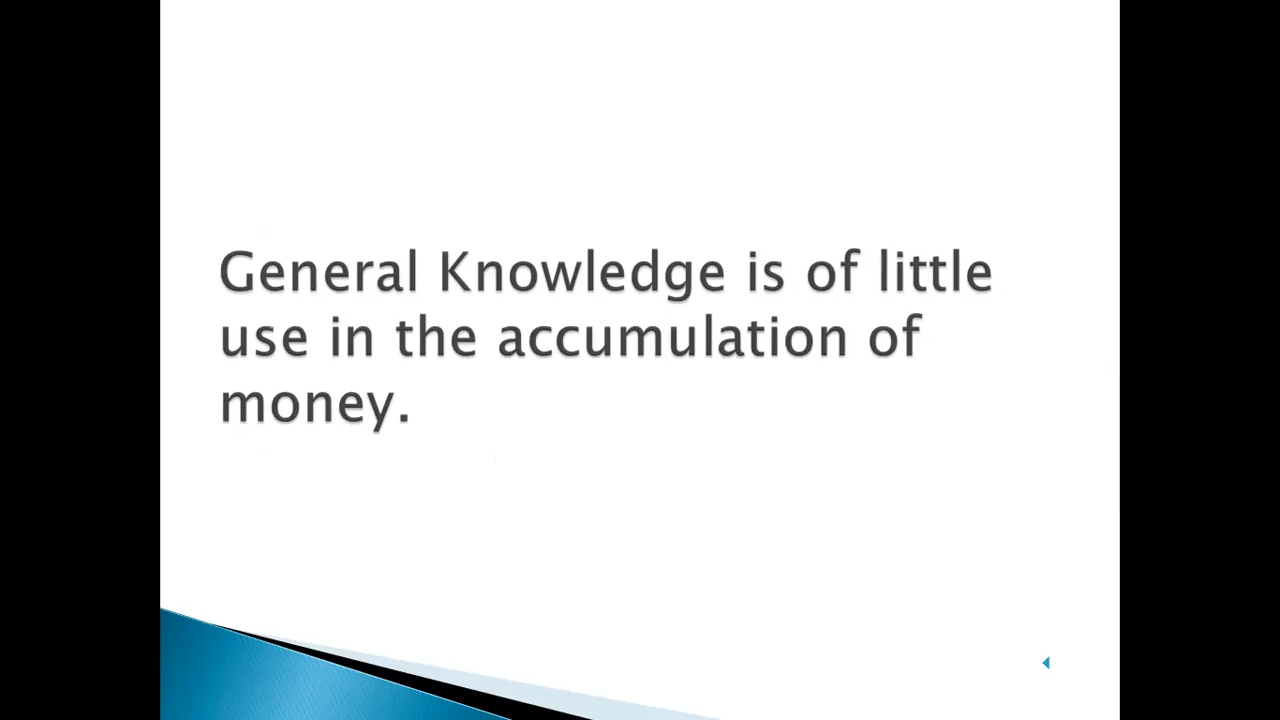 General Knowledge is of little
use in the accumulation of
money.